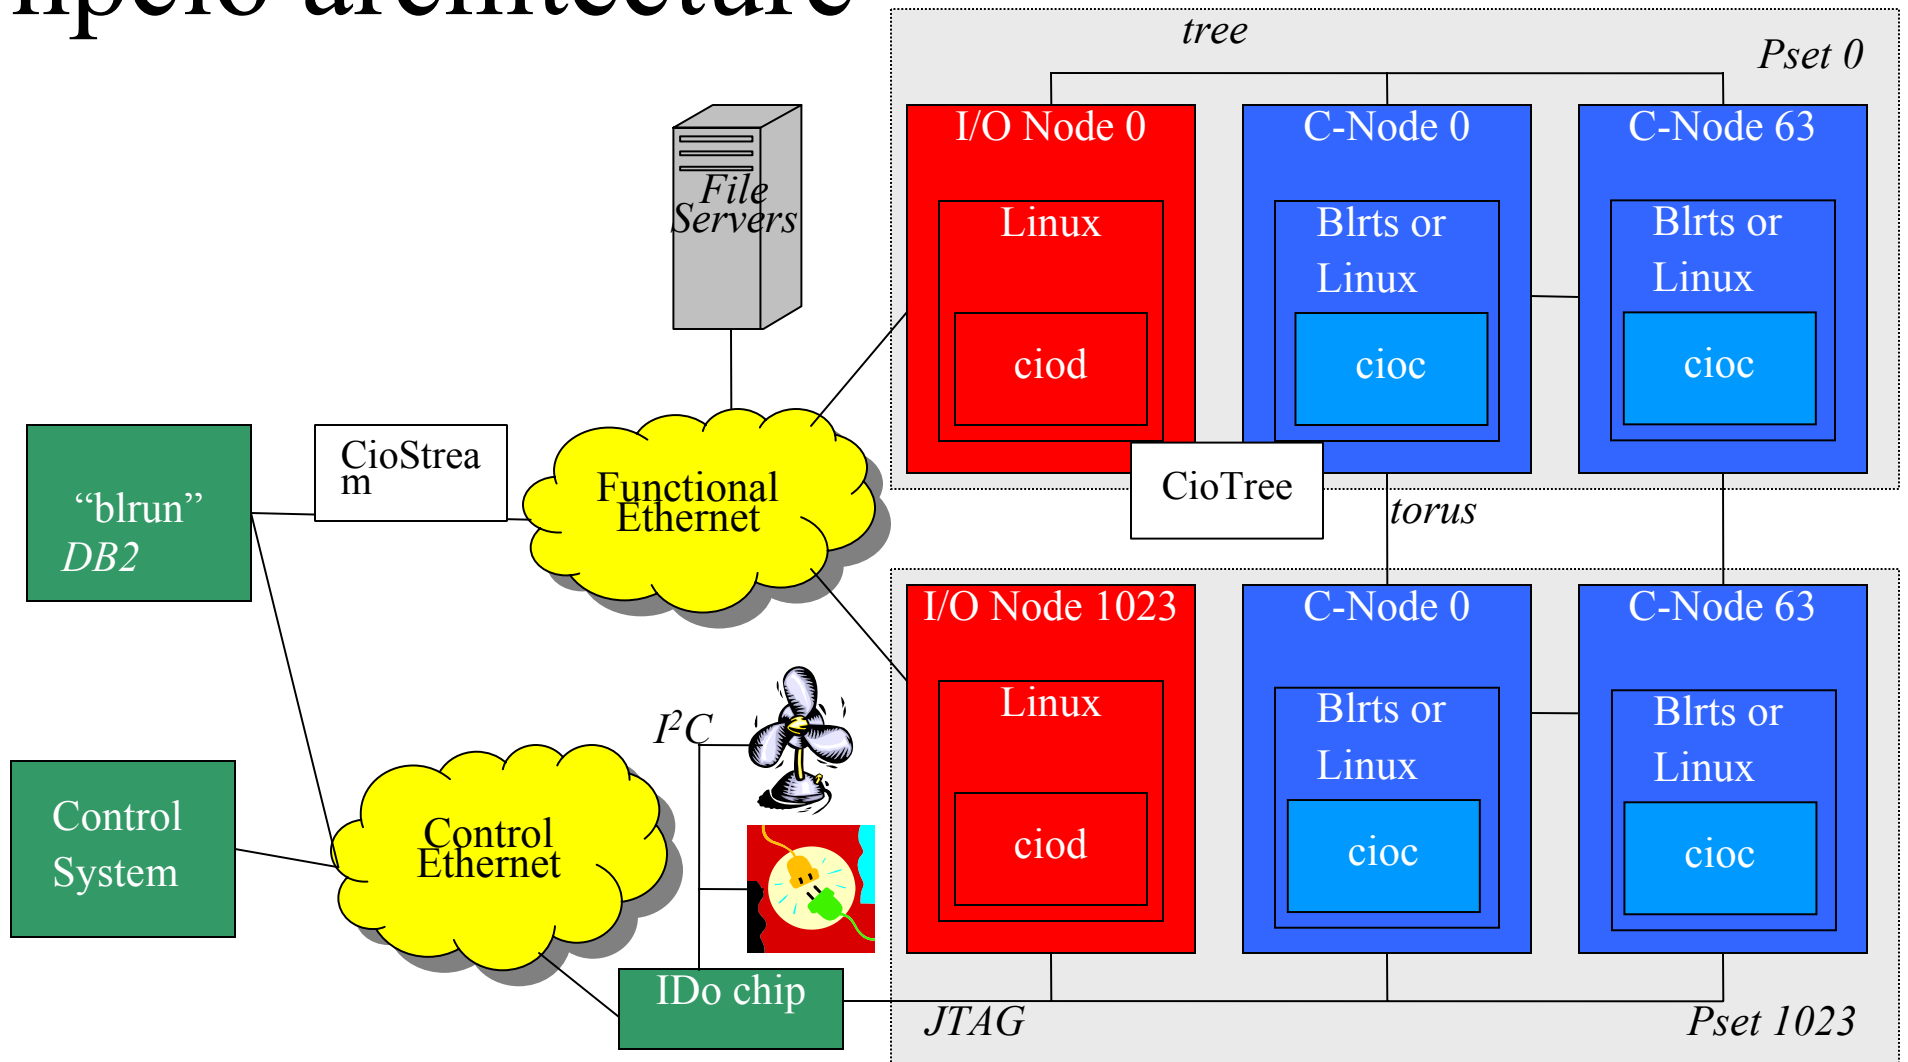 architecture
tree
Pset 0
I/O Node 0
C-Node 0
C-Node 63
File
Servers
Linux
Blrts or
Linux
Blrts or
Linux
ciod
cioc
cioc
CioStrea
m
“blrun”
DB2
Functional
Ethernet
CioTree
torus
I/O Node 1023
C-Node 0
C-Node 63
Linux
Blrts or
Linux
Blrts or
Linux
I²C
Control
System
Control
Ethernet
ciod
cioc
cioc
IDo chip
JTAG
Pset 1023